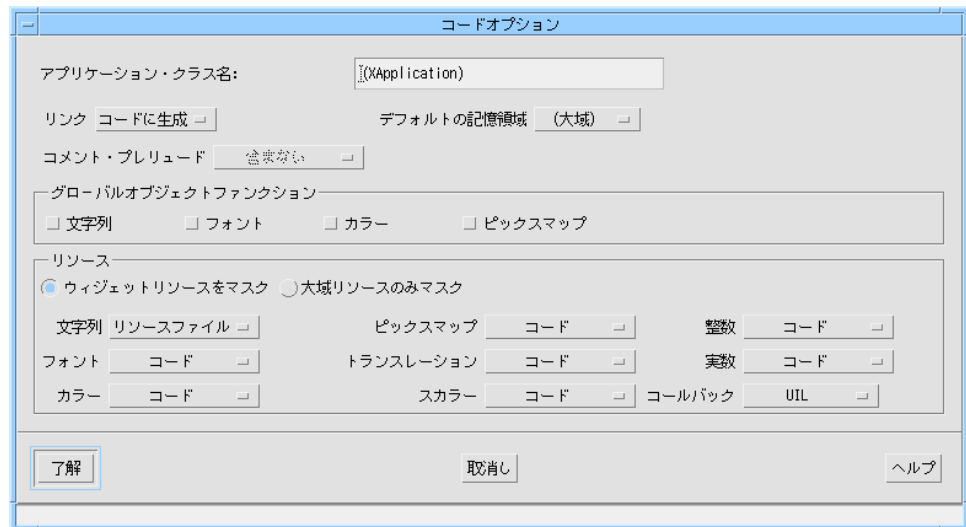 コードオプション
アプリケーション・クラス名: (XApplication)
リンク コードに生成 デフォルトの記憶領域 (大域)
コメント・プレリュード 含まない
グローバルオブジェクトファンクション
文字列 フォント カラー ピックスマップ
リソース
ウィジェットリソースをマスク 大域リソースのみマスク
文字列 リソースファイル ピックスマップ コード 整数 コード
フォント コード トランスレーション コード 実数 コード
カラー コード スカラー コード コールバック UIL
了解 取消し ヘルプ